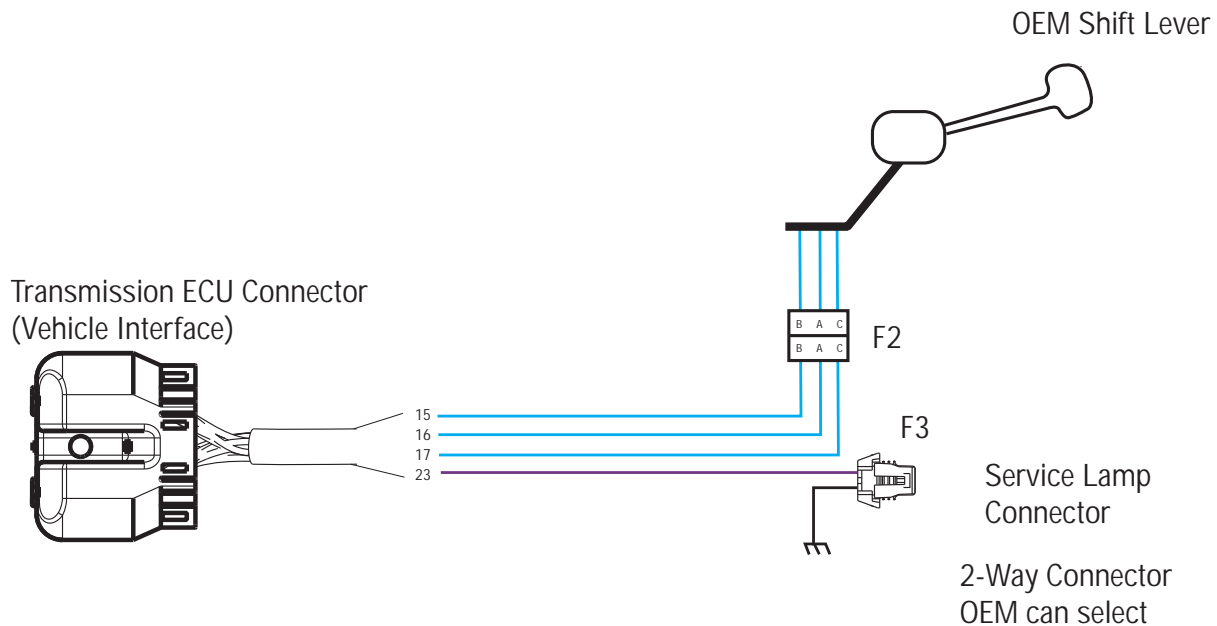 OEM Shift Lever
Transmission ECU Connector
(Vehicle Interface)
B A C
B A C
F2
15
16
17
23
F3
Service Lamp
Connector
2-Way Connector
OEM can select